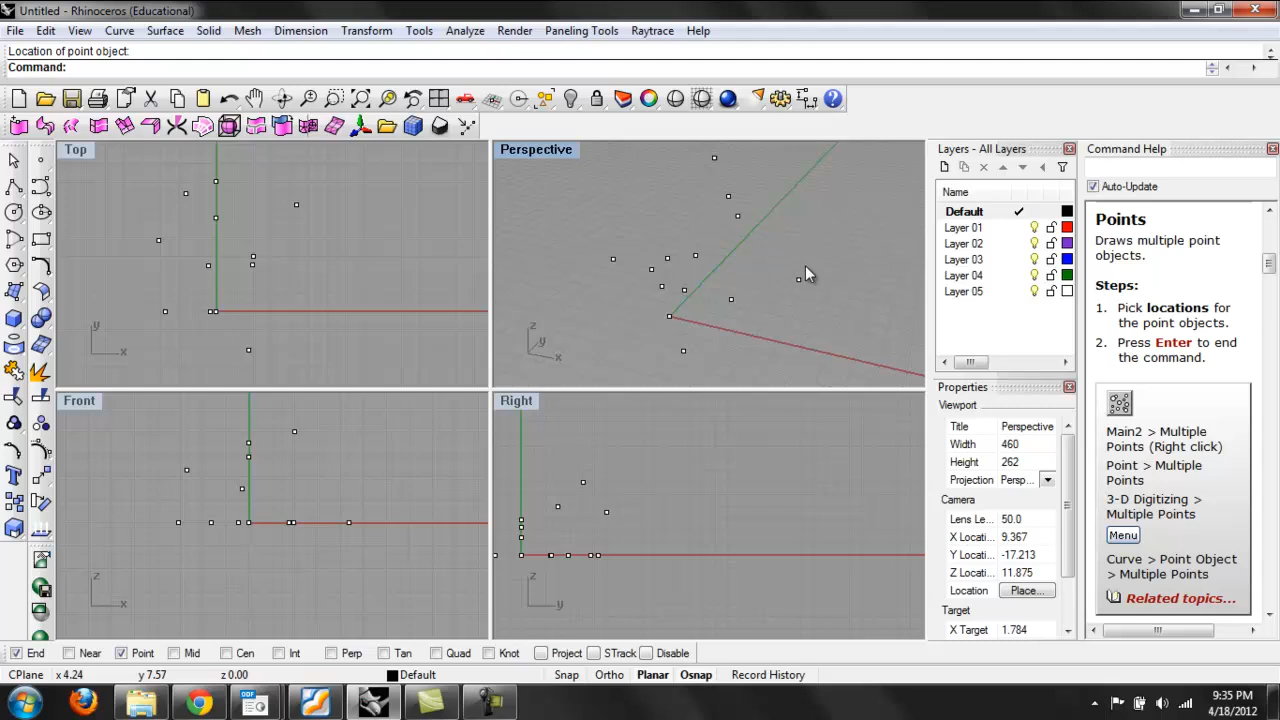 Untitled - Rhinoceros (Educational)
File Edit View Curve Surface Solid Mesh Dimension Transform Tools Analyze Render Paneling Tools Raytrace Help
Location of point object:
Command:
Top
Perspective
Front
Right
y
x
z
y
x
z
x
z
y
Layers - All Layers
Name
Default
Layer 01
Layer 02
Layer 03
Layer 04
Layer 05
Properties
Viewport
Title Perspective
Width 460
Height 262
Projection Persp...
Camera
Lens Le... 50.0
X Locati... 9.367
Y Locati... -17.213
Z Locati... 11.875
Location Place...
Target
X Target 1.784
Command Help
Auto-Update
Points
Draws multiple point
objects.
Steps:
1. Pick locations for
the point objects.
2. Press Enter to end
the command.
Main2 > Multiple
Points (Right click)
Point > Multiple
Points
3-D Digitizing >
Multiple Points
Menu
Curve > Point Object
> Multiple Points
Related topics...
End Near Point Mid Cen Int Perp Tan Quad Knot Project STrack Disable
CPlane x 4.24 y 7.57 z 0.00 Default Snap Ortho Planar Osnap Record History
ODF
9:35 PM
4/18/2012